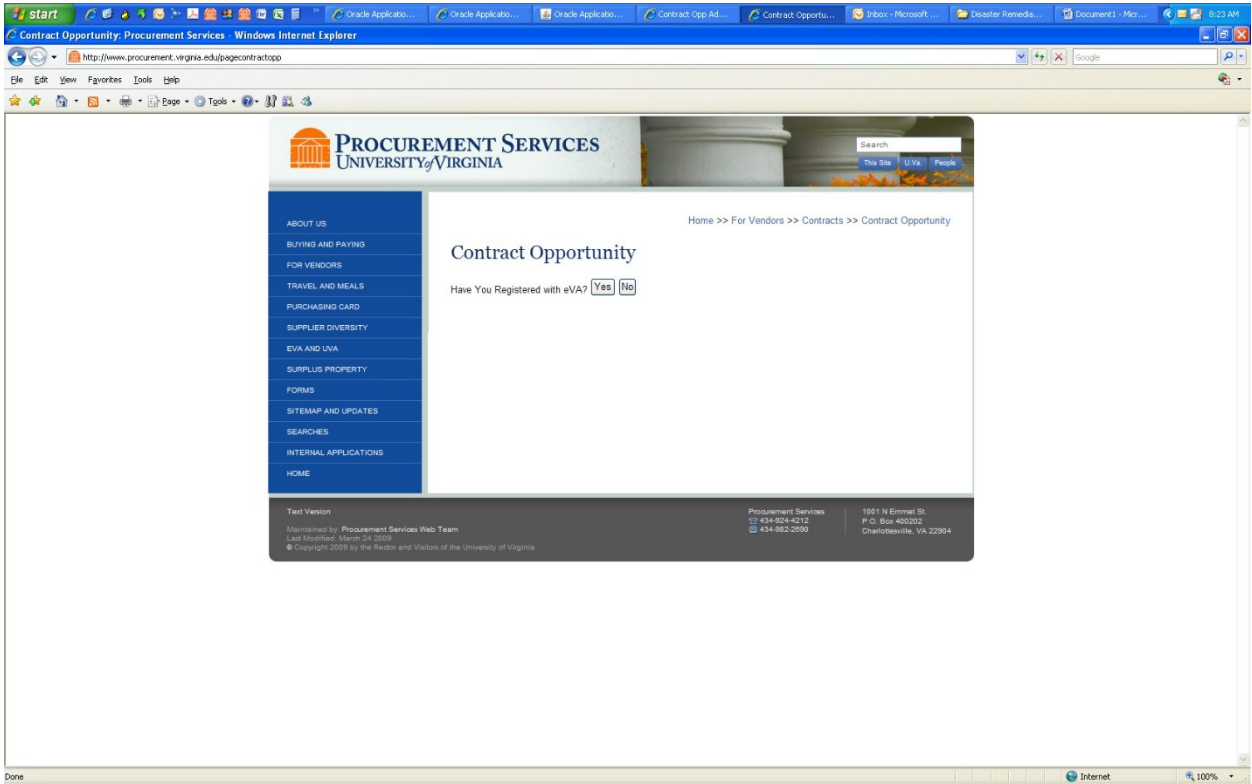 start
Oracle Applicatio...
Oracle Applicatio...
Oracle Applicatio...
Contract Opp Ad...
Contract Opportu...
Inbox - Microsoft ...
Disaster Remedia...
Document1 - Micr...
8:23 AM
Contract Opportunity: Procurement Services - Windows Internet Explorer
http://www.procurement.virginia.edu/pagecontractopp
Google
File Edit View Favorites Tools Help
Page Tools
PROCUREMENT SERVICES
UNIVERSITY of VIRGINIA
Search
This Site U.Va. People
Home >> For Vendors >> Contracts >> Contract Opportunity
ABOUT US
BUYING AND PAYING
FOR VENDORS
TRAVEL AND MEALS
PURCHASING CARD
SUPPLIER DIVERSITY
EVA AND UVA
SURPLUS PROPERTY
FORMS
SITEMAP AND UPDATES
SEARCHES
INTERNAL APPLICATIONS
HOME
Contract Opportunity
Have You Registered with eVA? Yes No
Text Version
Maintained by: Procurement Services Web Team
Last Modified: March 24 2009
© Copyright 2009 by the Rector and Visitors of the University of Virginia
Procurement Services
434-924-4212
434-982-2690
1001 N Emmet St.
P.O. Box 400202
Charlottesville, VA 22904
Done
Internet
100%